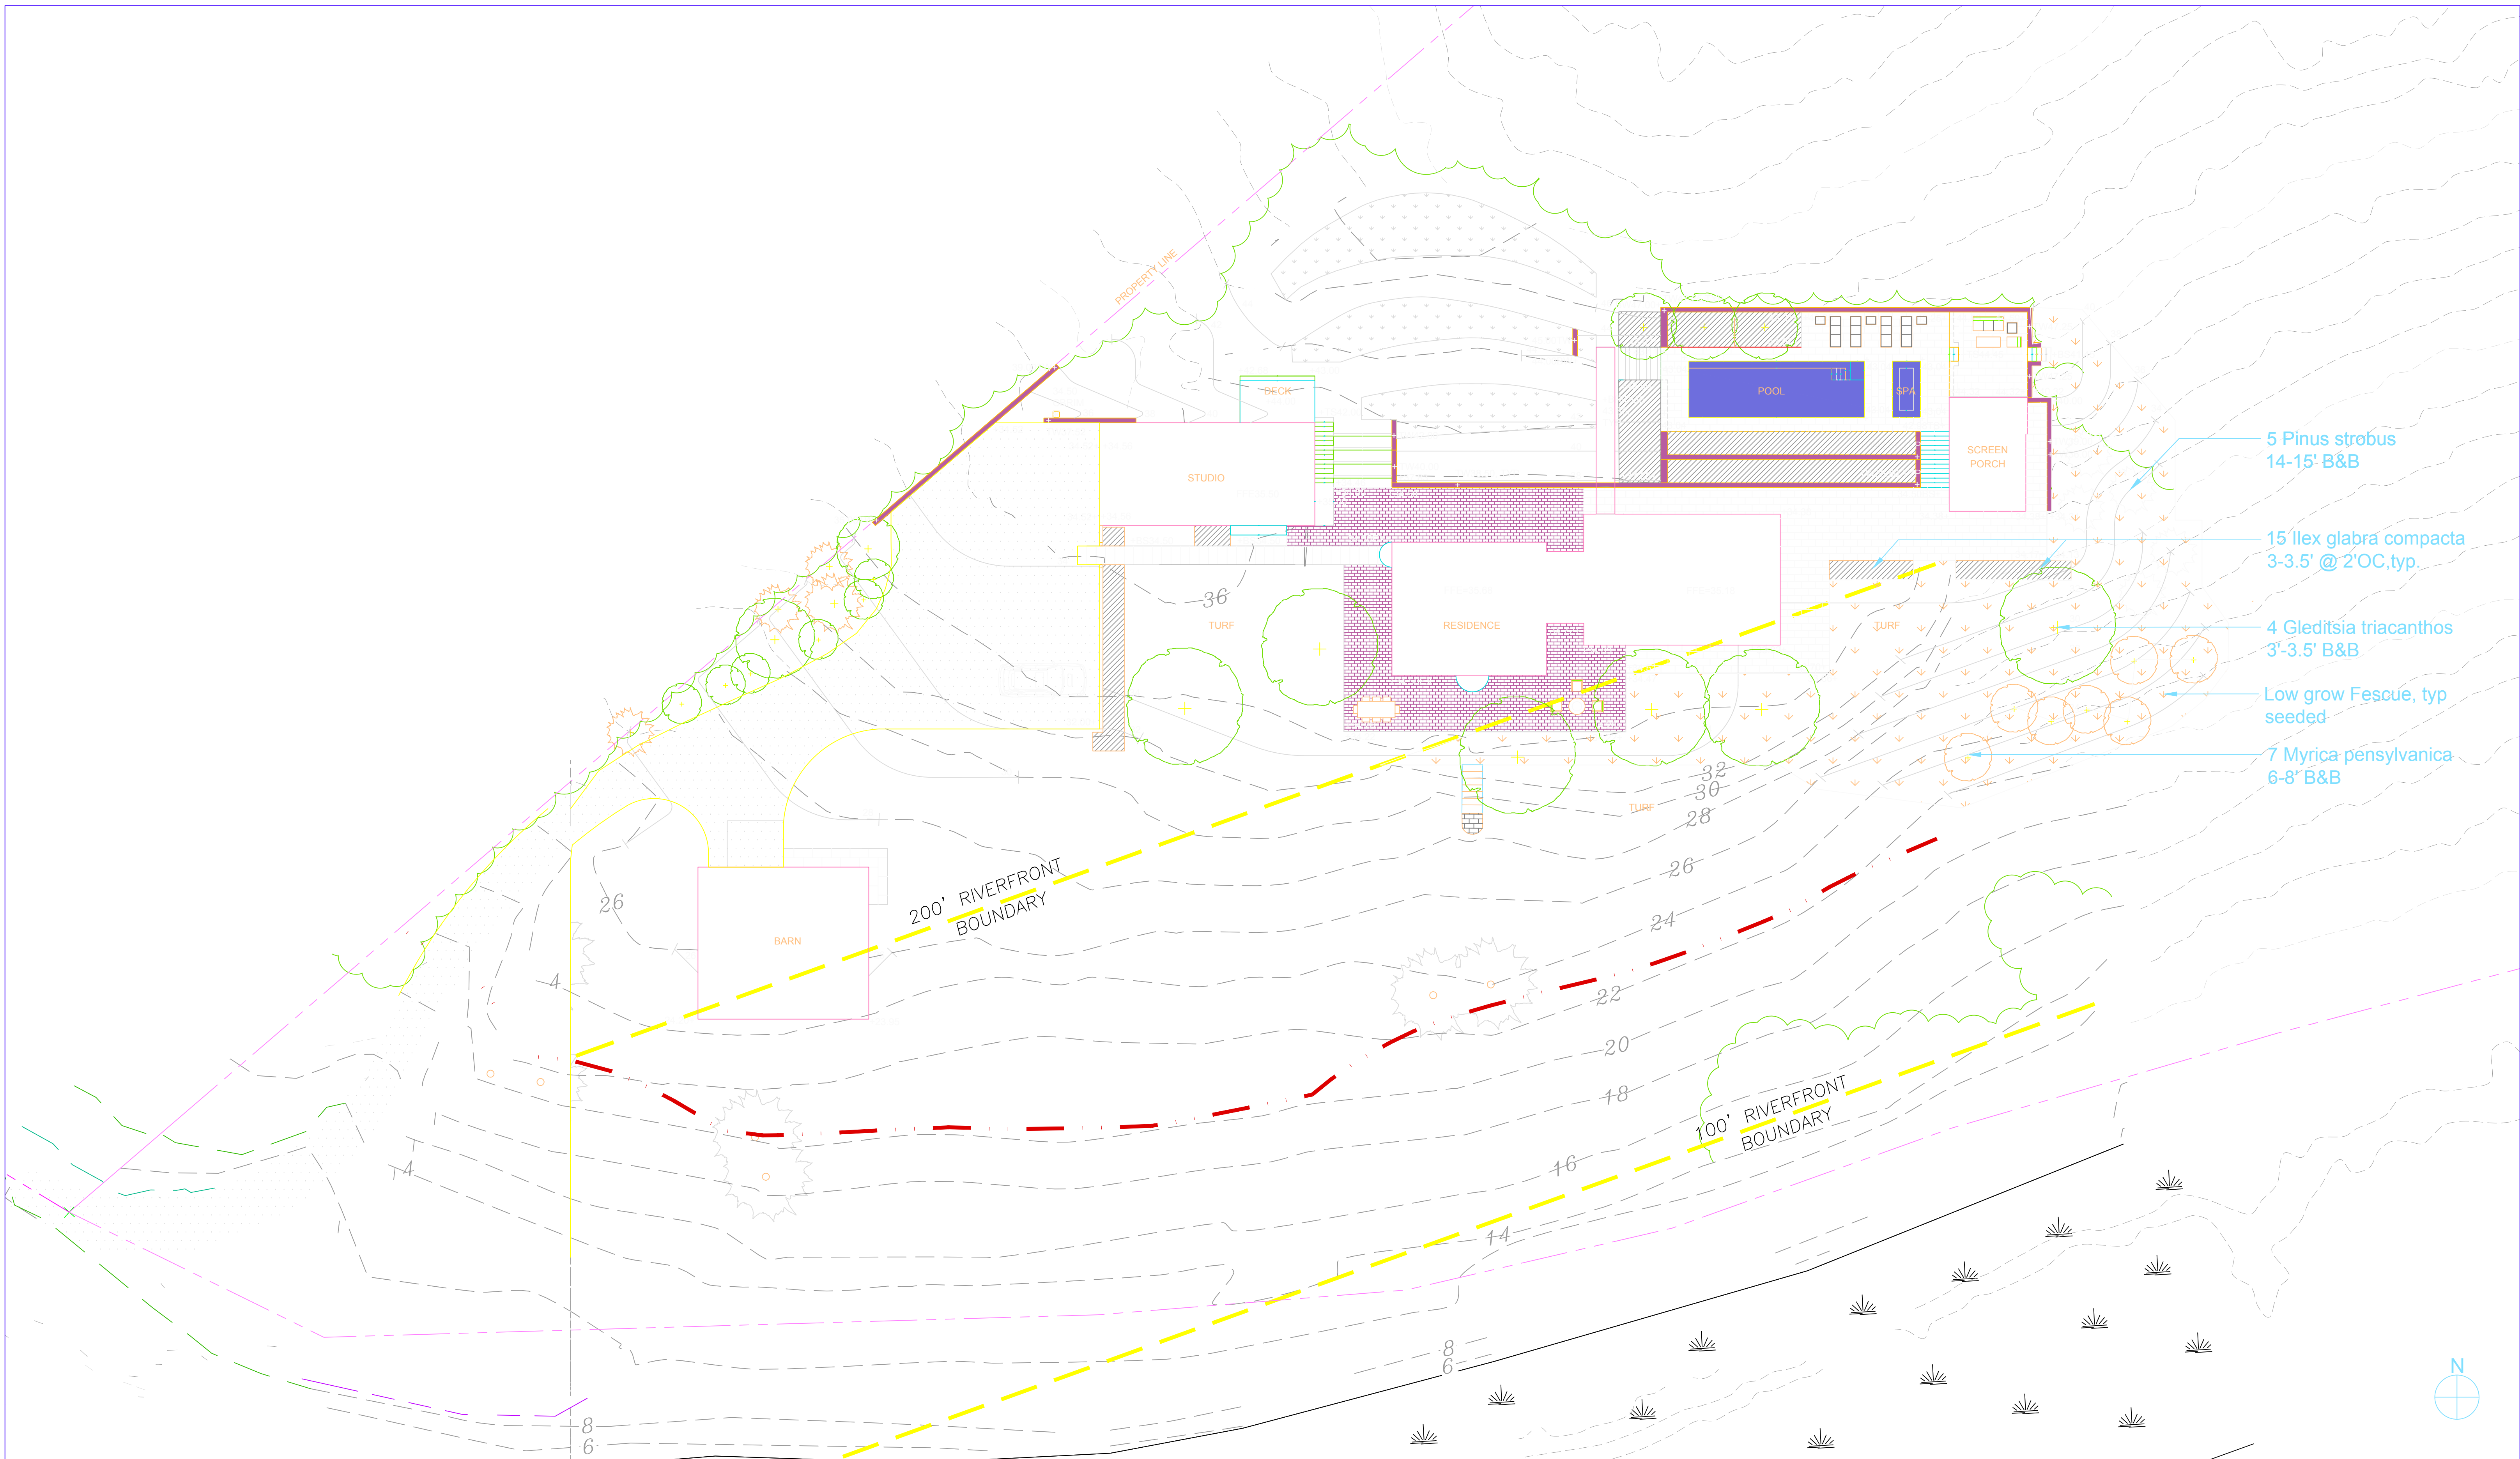 PROPERTY LINE
DECK
POOL
SPA
STUDIO
SCREEN
PORCH
5 Pinus strobus
14-15' B&B
15 Ilex glabra compacta
3-3.5' @ 2'OC,typ.
36
TURF
RESIDENCE
TURF
4 Gleditsia triacanthos
3'-3.5' B&B
Low grow Fescue, typ
seeded
7 Myrica pensylvanica
6-8' B&B
32
30
28
TURF
26
26
24
200' RIVERFRONT
BOUNDARY
BARN
4
22
20
18
100' RIVERFRONT
BOUNDARY
16
14
14
8
6
8
6
N